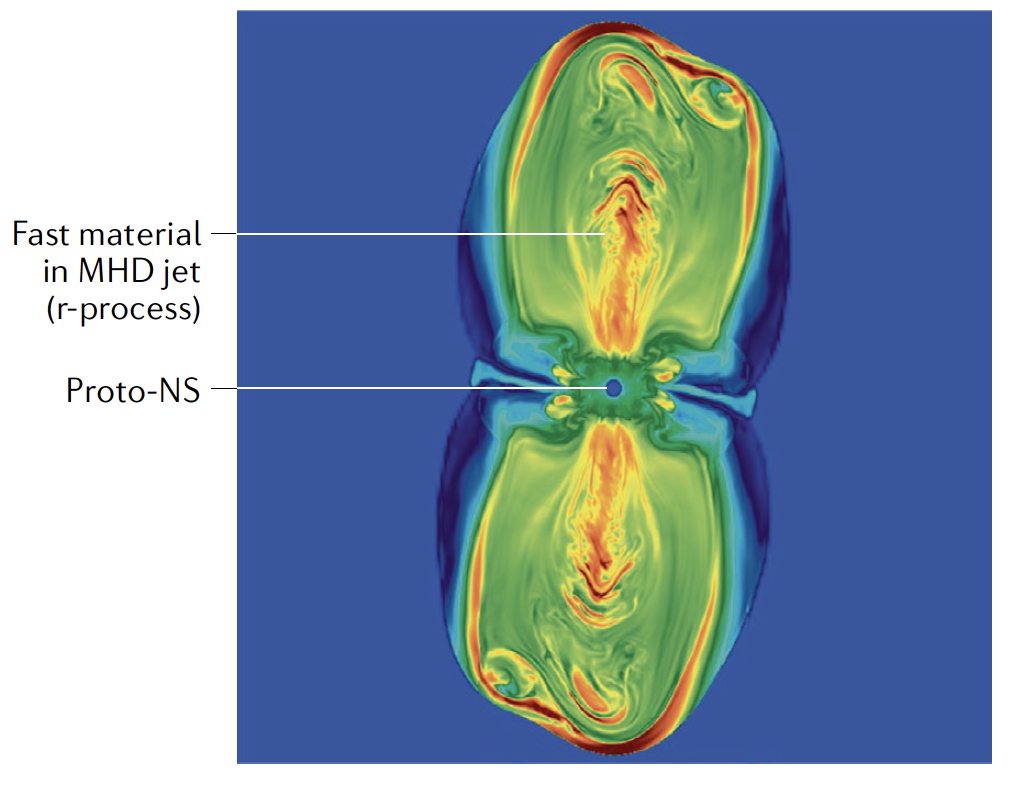 Fast material
in MHD jet
(r-process)
Proto-NS